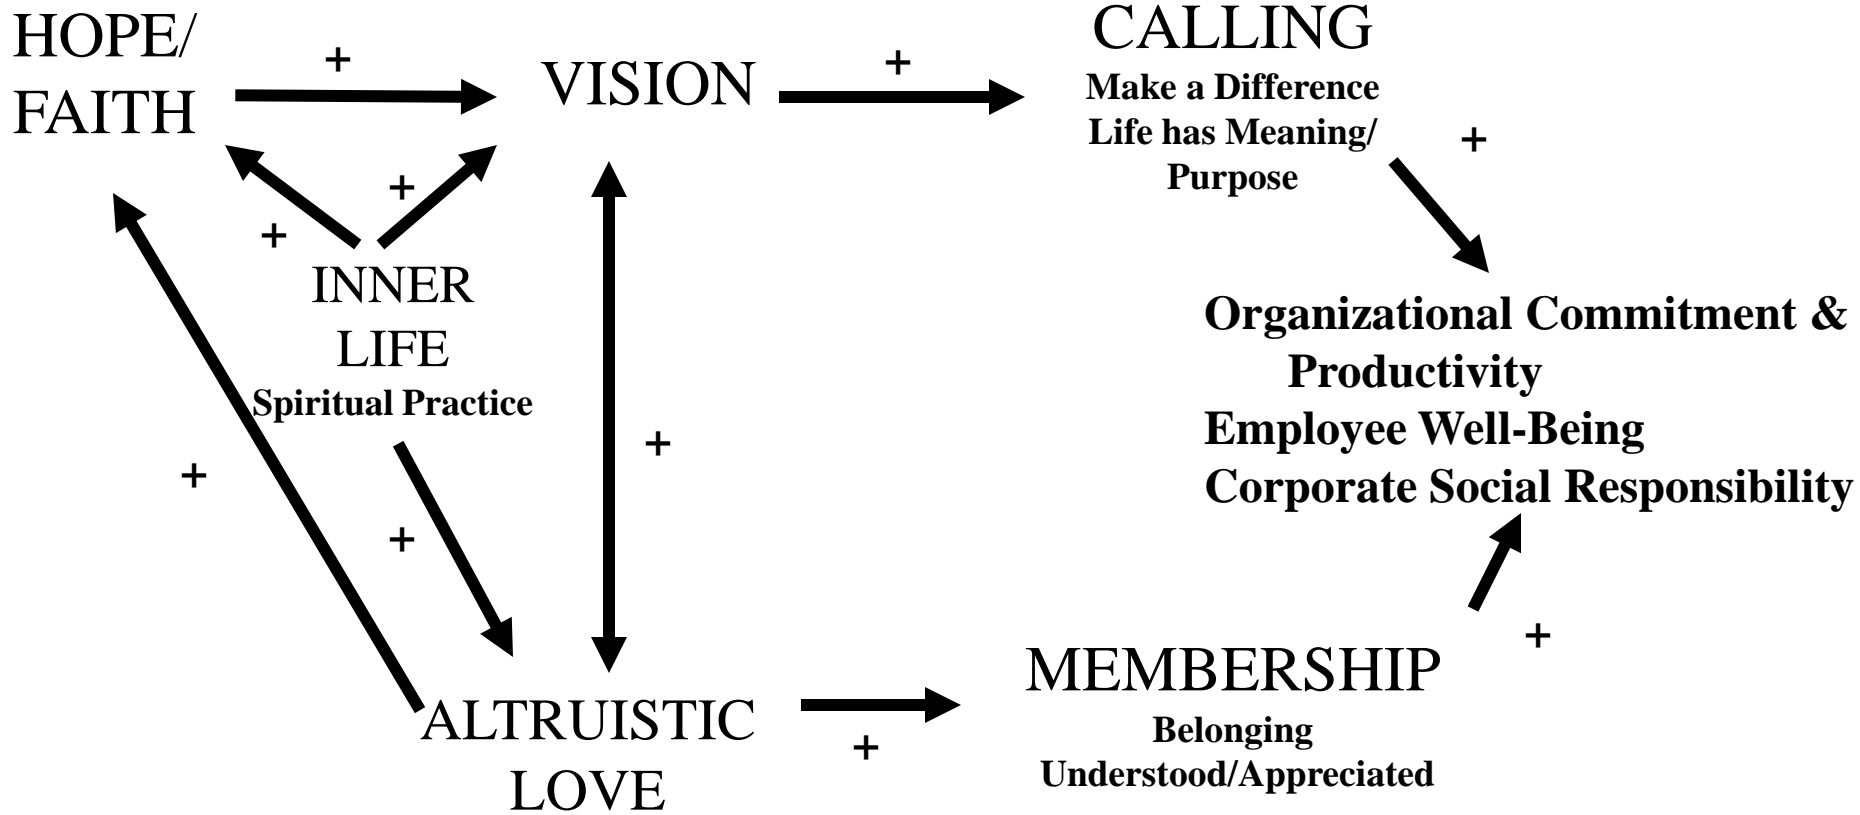 HOPE/
FAITH
+
VISION
+
CALLING
Make a Difference
Life has Meaning/
Purpose
+
+
+
INNER
LIFE
Spiritual Practice
Organizational Commitment &
Productivity
Employee Well-Being
Corporate Social Responsibility
+
+
+
+
ALTRUISTIC
LOVE
+
MEMBERSHIP
Belonging
Understood/Appreciated